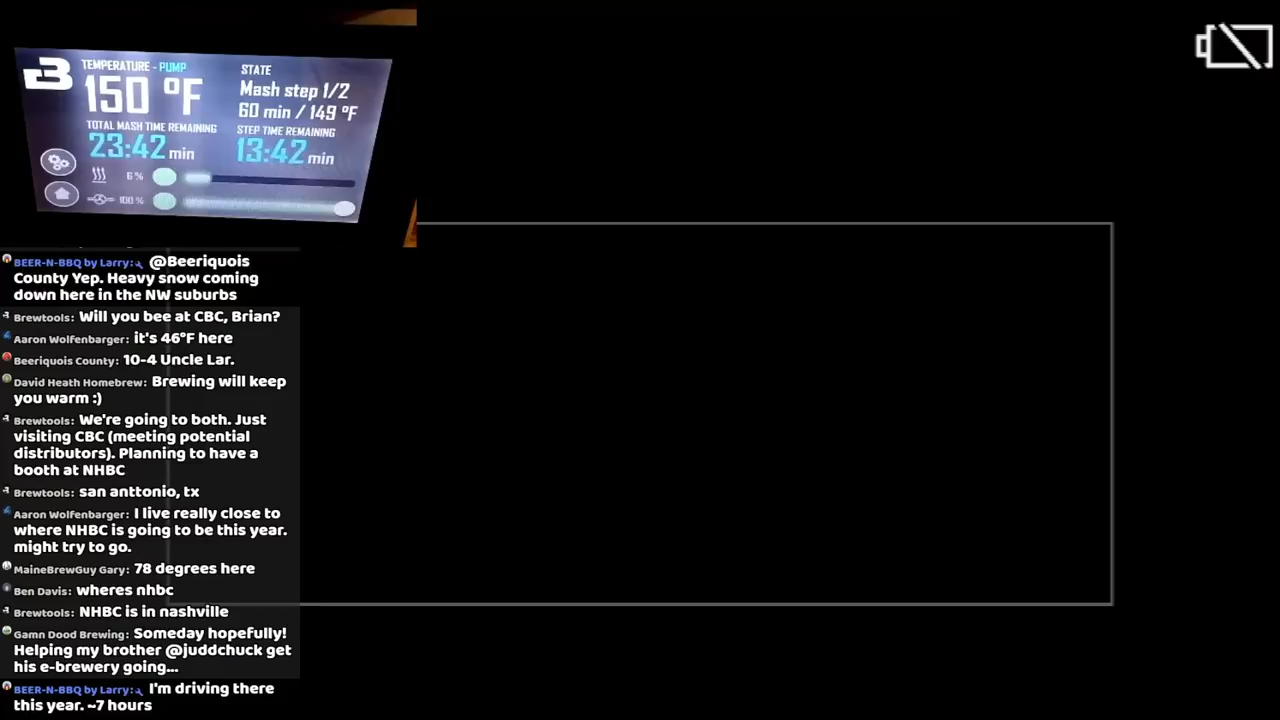 TEMPERATURE - PUMP
150 °F
STATE
Mash step 1/2
60 min / 149 °F
TOTAL MASH TIME REMAINING
23:42 min
STEP TIME REMAINING
13:42 min
6 %
100 %
BEER-N-BBQ by Larry: @Beeriquois
County Yep. Heavy snow coming
down here in the NW suburbs
Brewtools: Will you bee at CBC, Brian?
Aaron Wolfenbarger: it's 46°F here
Beeriquois County: 10-4 Uncle Lar.
David Heath Homebrew: Brewing will keep
you warm :)
Brewtools: We're going to both. Just
visiting CBC (meeting potential
distributors). Planning to have a
booth at NHBC
Brewtools: san anttonio, tx
Aaron Wolfenbarger: I live really close to
where NHBC is going to be this year.
might try to go.
MaineBrewGuy Gary: 78 degrees here
Ben Davis: wheres nhbc
Brewtools: NHBC is in nashville
Gamn Dood Brewing: Someday hopefully!
Helping my brother @juddchuck get
his e-brewery going...
BEER-N-BBQ by Larry: I'm driving there
this year. ~7 hours